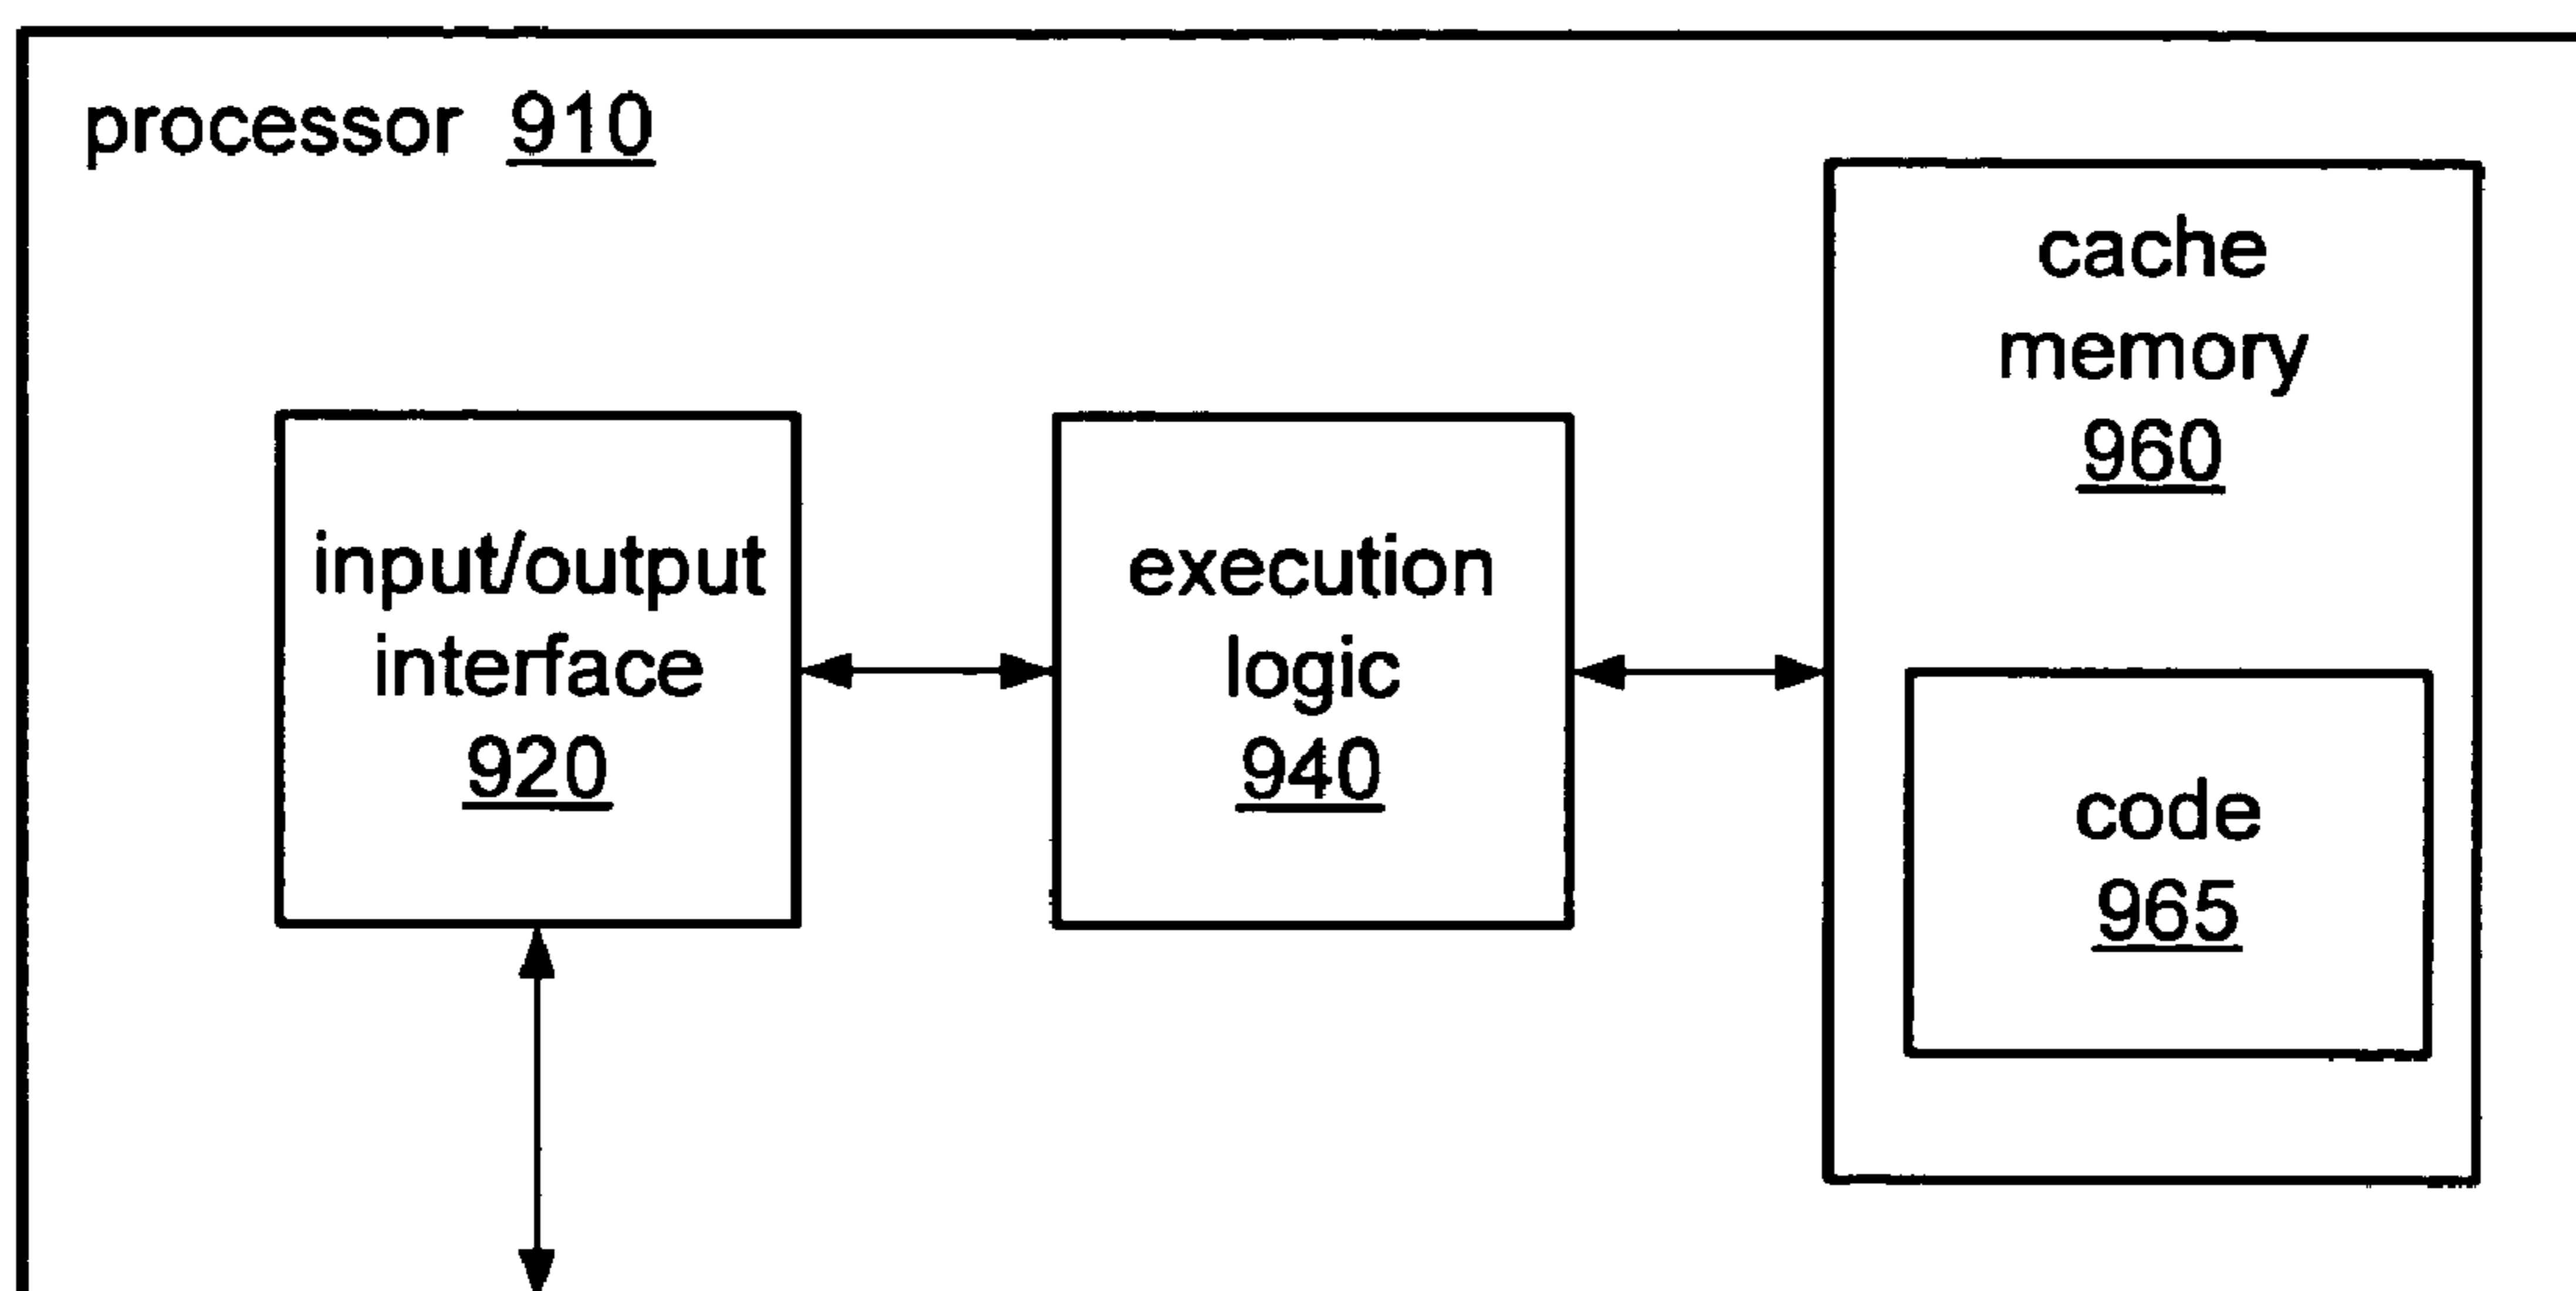 processor 910
cache
memory
960
input/output
interface
920
execution
logic
940
code
965